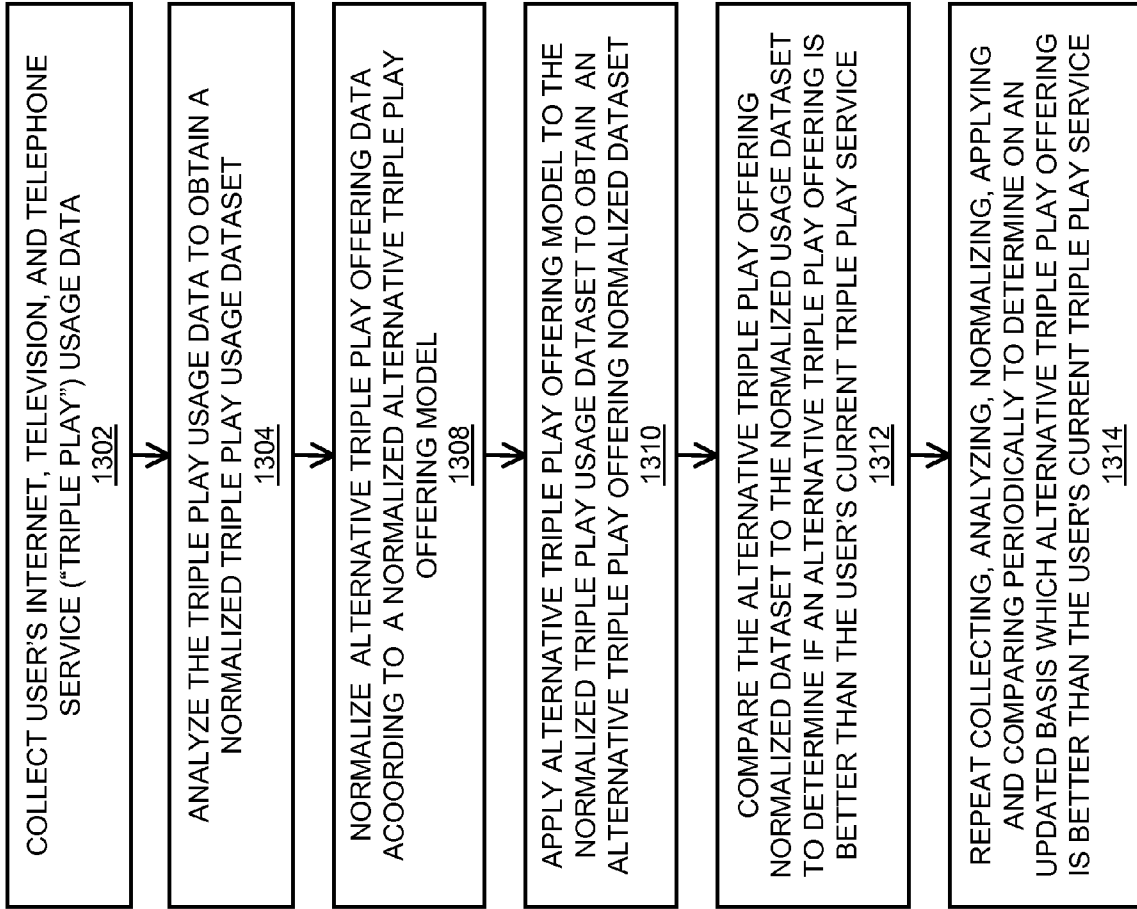 COLLECT USER'S INTERNET, TELEVISION, AND TELEPHONE
SERVICE ("TRIPLE PLAY") USAGE DATA
1302
ANALYZE THE TRIPLE PLAY USAGE DATA TO OBTAIN A
NORMALIZED TRIPLE PLAY USAGE DATASET
1304
NORMALIZE ALTERNATIVE TRIPLE PLAY OFFERING DATA
ACOORDING TO A NORMALIZED ALTERNATIVE TRIPLE PLAY
OFFERING MODEL
1308
APPLY ALTERNATIVE TRIPLE PLAY OFFERING MODEL TO THE
NORMALIZED TRIPLE PLAY USAGE DATASET TO OBTAIN AN
ALTERNATIVE TRIPLE PLAY OFFERING NORMALIZED DATASET
1310
COMPARE THE ALTERNATIVE TRIPLE PLAY OFFERING
NORMALIZED DATASET TO THE NORMALIZED USAGE DATASET
TO DETERMINE IF AN ALTERNATIVE TRIPLE PLAY OFFERING IS
BETTER THAN THE USER'S CURRENT TRIPLE PLAY SERVICE
1312
REPEAT COLLECTING, ANALYZING, NORMALIZING, APPLYING
AND COMPARING PERIODICALLY TO DETERMINE ON AN
UPDATED BASIS WHICH ALTERNATIVE TRIPLE PLAY OFFERING
IS BETTER THAN THE USER'S CURRENT TRIPLE PLAY SERVICE
1314